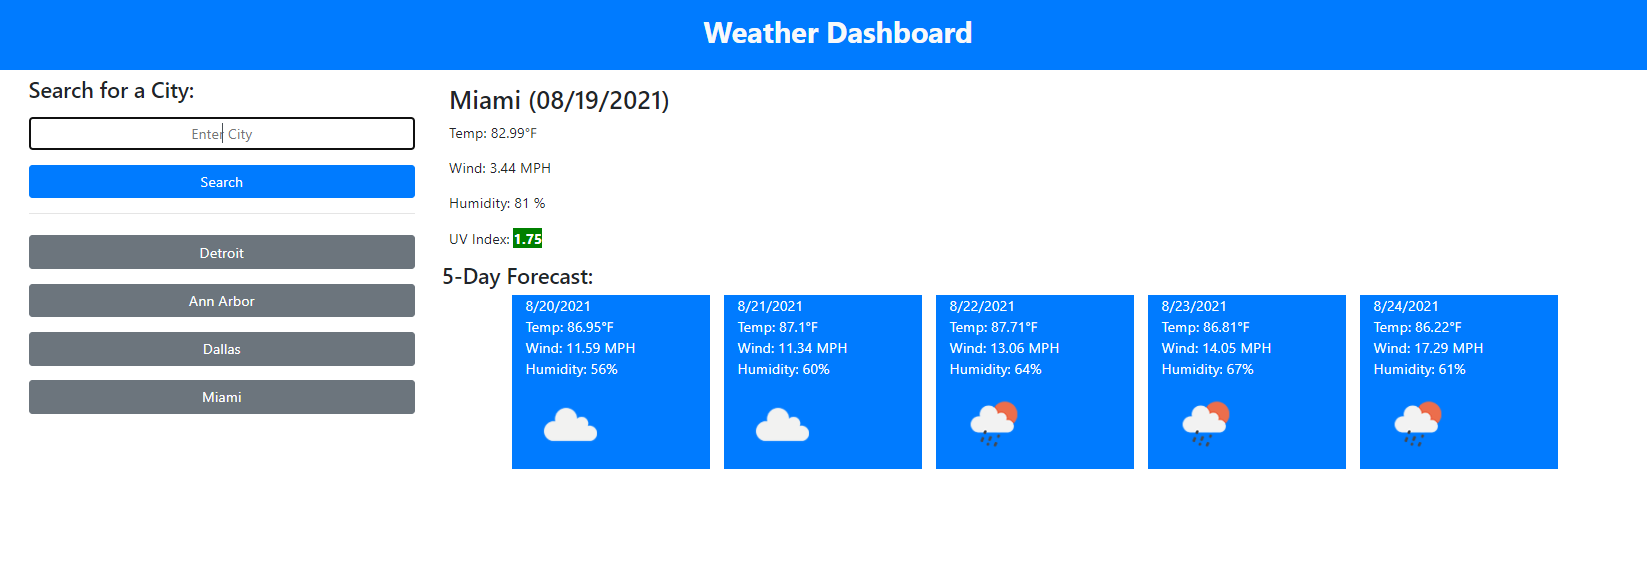 Weather Dashboard
Search for a City:
Enter City
Search
Detroit
Ann Arbor
Dallas
Miami
Miami (08/19/2021)
Temp: 82.99°F
Wind: 3.44 MPH
Humidity: 81 %
UV Index: 1.75
5-Day Forecast:
8/20/2021
Temp: 86.95°F
Wind: 11.59 MPH
Humidity: 56%
8/21/2021
Temp: 87.1°F
Wind: 11.34 MPH
Humidity: 60%
8/22/2021
Temp: 87.71°F
Wind: 13.06 MPH
Humidity: 64%
8/23/2021
Temp: 86.81°F
Wind: 14.05 MPH
Humidity: 67%
8/24/2021
Temp: 86.22°F
Wind: 17.29 MPH
Humidity: 61%